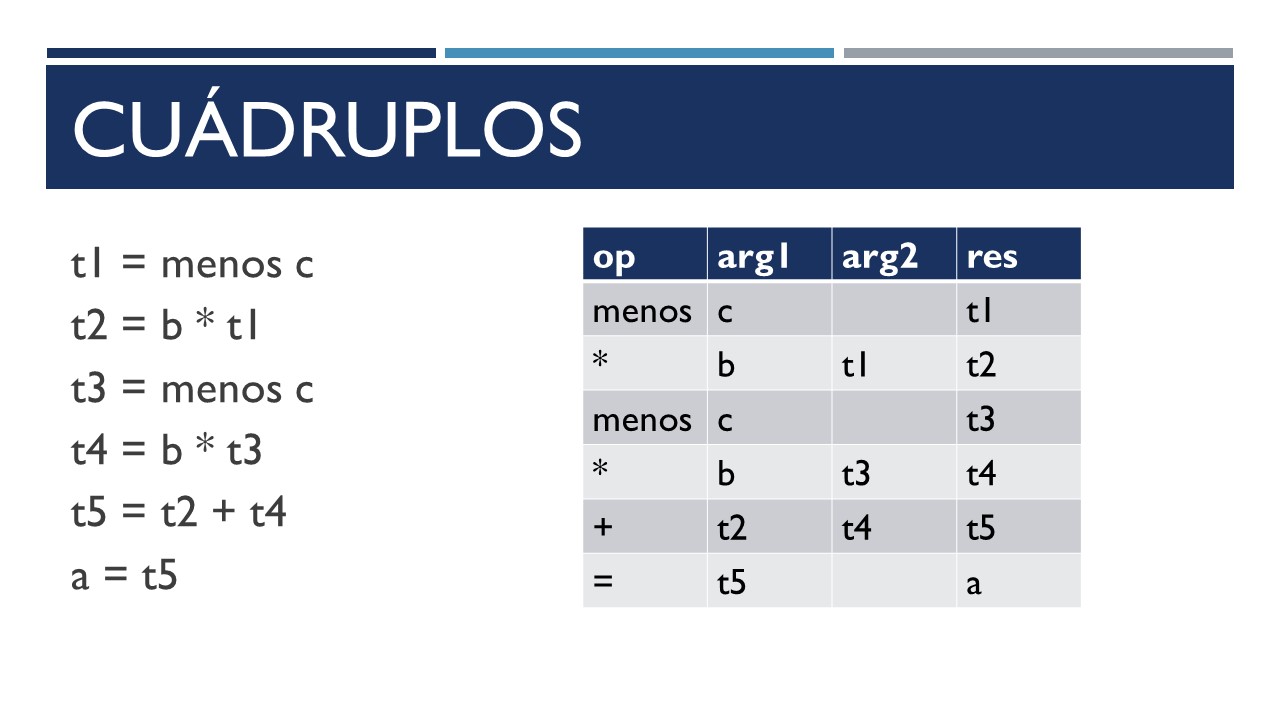 CUÁDRUPLOS
t1 = menos c
t2 = b * t1
t3 = menos c
t4 = b * t3
t5 = t2 + t4
a = t5
op arg1 arg2 res
menos c t1
* b t1 t2
menos c t3
* b t3 t4
+ t2 t4 t5
= t5 a